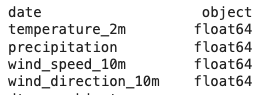 date object
temperature_2m float64
precipitation float64
wind_speed_10m float64
wind_direction_10m float64